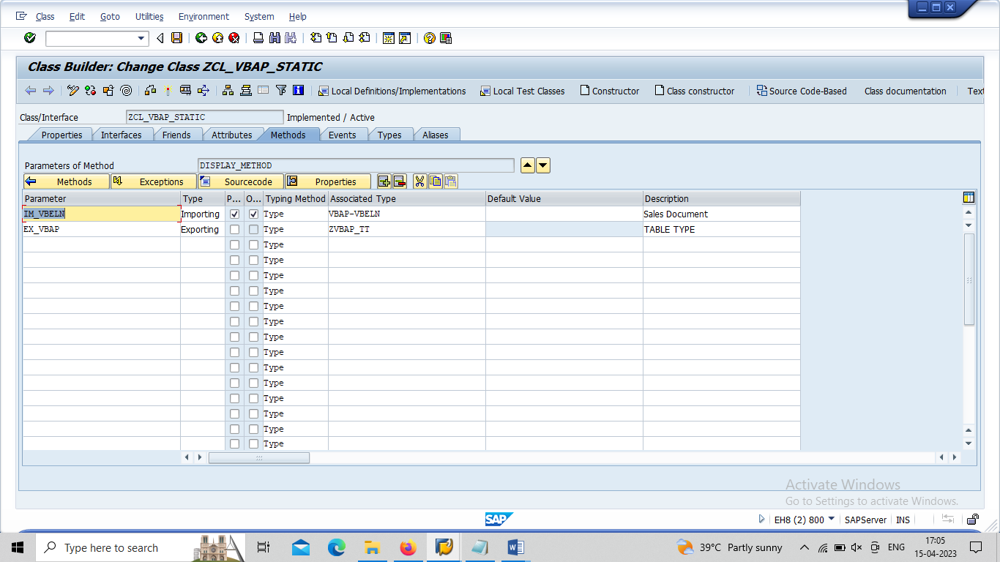 Class Edit Goto Utilities Environment System Help
Class Builder: Change Class ZCL_VBAP_STATIC
Local Definitions/Implementations Local Test Classes Constructor Class constructor Source Code-Based Class documentation Text
Class/Interface ZCL_VBAP_STATIC Implemented / Active
Properties Interfaces Friends Attributes Methods Events Types Aliases
Parameters of Method DISPLAY_METHOD
Methods Exceptions Sourcecode Properties
Parameter Type P... O... Typing Method Associated Type Default Value Description
IM_VBELN Importing Type VBAP-VBELN Sales Document
EX_VBAP Exporting Type ZVBAP_TT TABLE TYPE
Type
Type
Type
Type
Type
Type
Type
Type
Type
Type
Type
Type
Type
Type
Activate Windows
Go to Settings to activate Windows.
SAP
EH8 (2) 800 SAPServer INS
Type here to search
39°C Partly sunny
ENG
17:05
15-04-2023